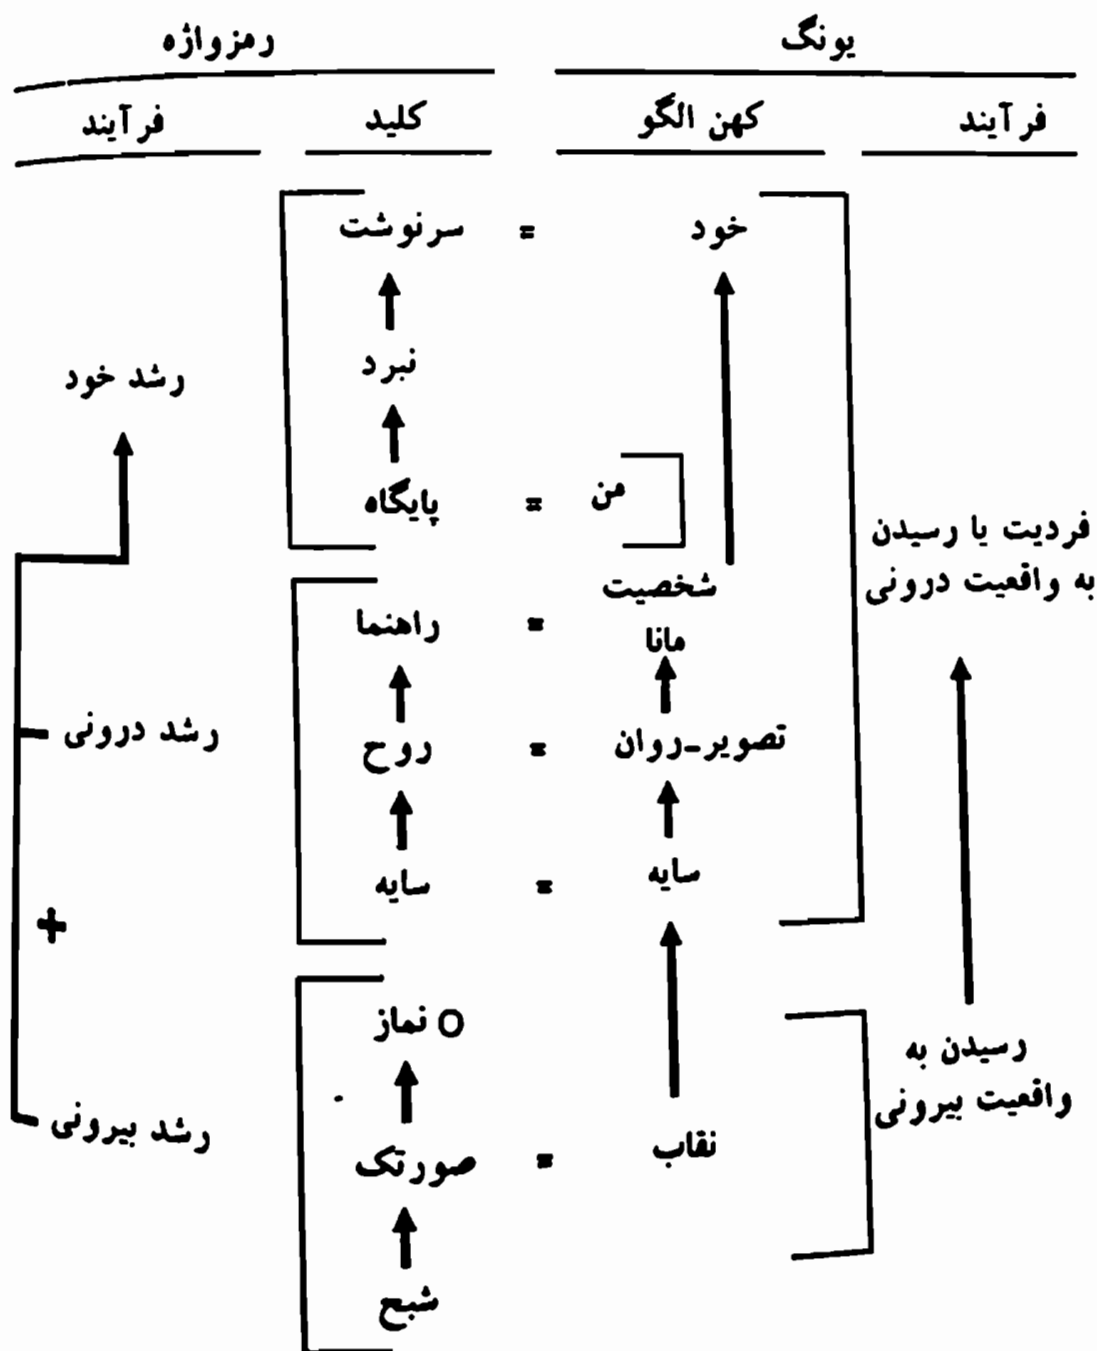 یونگ
رمزواژه
فرآیند
کهن الگو
کلید
فرآیند
خود
=
سرنوشت
نبرد
رشد خود
من
=
پایگاه
فردیت یا رسیدن
به واقعیت درونی
شخصیت
مانا
=
راهنما
تصویر-روان
=
روح
رشد درونی
سایه
=
سایه
+
O نماز
رسیدن به
واقعیت بیرونی
نقاب
=
صورتک
رشد بیرونی
شبح